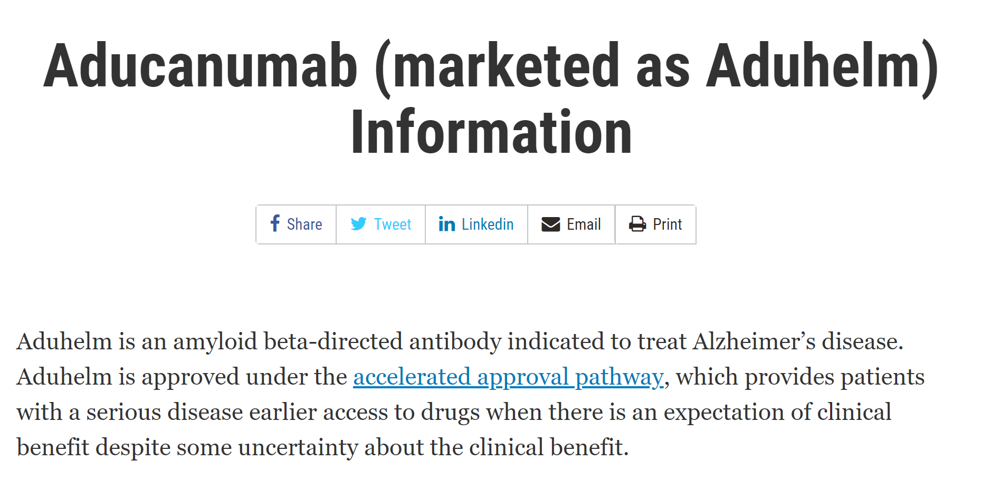 Aducanumab (marketed as Aduhelm)
Information
Share Tweet Linkedin Email Print
Aduhelm is an amyloid beta-directed antibody indicated to treat Alzheimer’s disease.
Aduhelm is approved under the accelerated approval pathway, which provides patients
with a serious disease earlier access to drugs when there is an expectation of clinical
benefit despite some uncertainty about the clinical benefit.